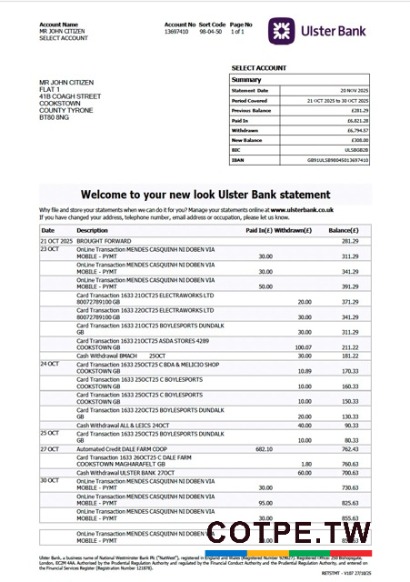 Account Name Account No Sort Code Page No
MR JOHN CITIZEN 13697410 98-04-50 1 of 1
SELECT ACCOUNT
Ulster Bank
SELECT ACCOUNT
Summary
Statement Date 20 NOV 2025
Period Covered 21 OCT 2025 to 30 OCT 2025
Previous Balance £281.29
Paid In £6,821.28
Withdrawn £6,794.37
New Balance £308.80
BIC ULSBGB2B
IBAN
MR JOHN CITIZEN
FLAT 1
41B COAGH STREET
COOKSTOWN
COUNTY TYRONE
BT80 8NG
Welcome to your new look Ulster Bank statement
Why file and store your statements when we can do it for you? Manage your statements online at www.ulsterbank.co.uk
If you have changed your address, telephone number, email address or occupation, please let us know.
Date Description Paid In(£) Withdrawn(£) Balance(£)
21 OCT 2025 BROUGHT FORWARD 281.29
23 OCT OnLine Transaction MENDES CASQUINH NI DOBEN VIA
MOBILE - PYMT 30.00 311.29
OnLine Transaction MENDES CASQUINH NI DOBEN VIA
MOBILE - PYMT 30.00 341.29
OnLine Transaction MENDES CASQUINH NI DOBEN VIA
MOBILE - PYMT 50.00 391.29
Card Transaction 1633 21OCT25 ELECTRAWORKS LTD
80072789100 GB 20.00 371.29
Card Transaction 1633 22OCT25 ELECTRAWORKS LTD
80072789100 GB 30.00 341.29
Card Transaction 1633 21OCT25 BOYLESPORTS DUNDALK
GB 30.00 311.29
Card Transaction 1633 21OCT25 ASDA STORES 4289
COOKSTOWN GB 100.07 211.22
Cash Withdrawal BMACH 25OCT 30.00 181.22
24 OCT Card Transaction 1633 25OCT25 C BDA & MELICIO SHOP
COOKSTOWN GB 10.89 170.33
Card Transaction 1633 25OCT25 C BOYLESPORTS
COOKSTOWN GB 10.00 160.33
Card Transaction 1633 25OCT25 C BOYLESPORTS
COOKSTOWN GB 10.00 150.33
Card Transaction 1633 22OCT25 BOYLESPORTS DUNDALK
GB 20.00 130.33
Cash Withdrawal ALL & LEICS 24OCT 40.00 90.33
25 OCT Card Transaction 1633 25OCT25 BOYLESPORTS DUNDALK
GB 10.00 80.33
27 OCT Automated Credit DALE FARM COOP 682.10 762.43
Card Transaction 1633 26OCT25 C DALE FARM
COOKSTOWN MAGHARAFELT GB 1.80 760.63
Cash Withdrawal ULSTER BANK 27OCT 60.00 700.63
30 OCT OnLine Transaction MENDES CASQUINH NI DOBEN VIA
MOBILE - PYMT 30.00 730.63
OnLine Transaction MENDES CASQUINH NI DOBEN VIA
MOBILE - PYMT 95.00 825.63
OnLine Transaction MENDES CASQUINH NI DOBEN VIA
MOBILE - PYMT 30.00 855.63
OnLine Transaction MENDES CASQUINH NI DOBEN VIA
MOBILE - PYMT
COTPE.TW
Ulster Bank, a business name of National Westminster Bank Plc ("NatWest"), registered in England and Wales
London, EC2M 4AA. Authorised by the Prudential Regulation Authority and regulated by the Financial Conduct Authority and the Prudential Regulation Authority, and entered on
the Financial Services Register